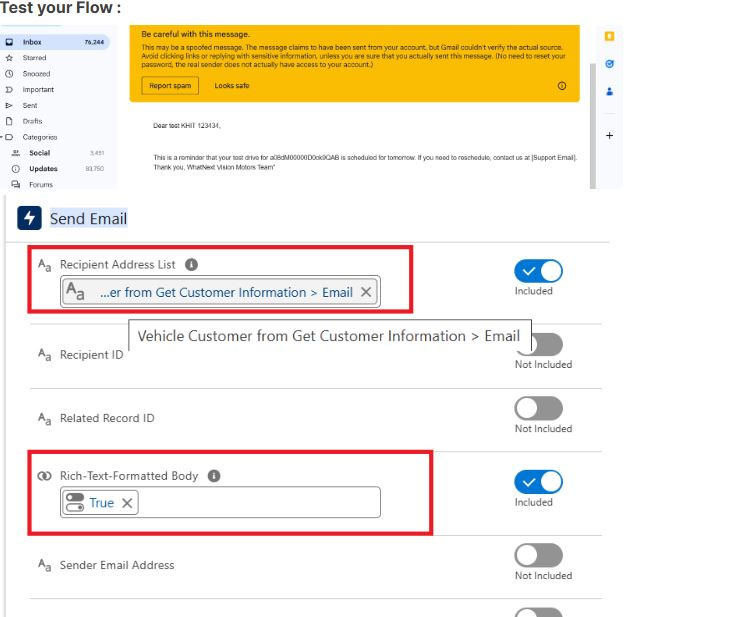 Test your Flow :
Inbox 76,244
Starred
Snoozed
Important
Sent
Drafts
Categories
Social 3,451
Updates 83,750
Forums
Be careful with this message.
This may be a spoofed message. The message claims to have been sent from your account, but Gmail couldn't verify the actual source.
Avoid clicking links or replying with sensitive information, unless you are sure that you actually sent this message. (No need to reset your
password, the real sender does not actually have access to your account.)
Report spam Looks safe
Dear test KHIT 123434,
This is a reminder that your test drive for a08dM00000D0ok9QAB is scheduled for tomorrow. If you need to reschedule, contact us at [Support Email].
Thank you, WhatNext Vision Motors Team"
Send Email
Aa Recipient Address List
Aa ...er from Get Customer Information > Email
Included
Vehicle Customer from Get Customer Information > Email
Aa Recipient ID
Not Included
Aa Related Record ID
Not Included
Rich-Text-Formatted Body
True
Included
Aa Sender Email Address
Not Included